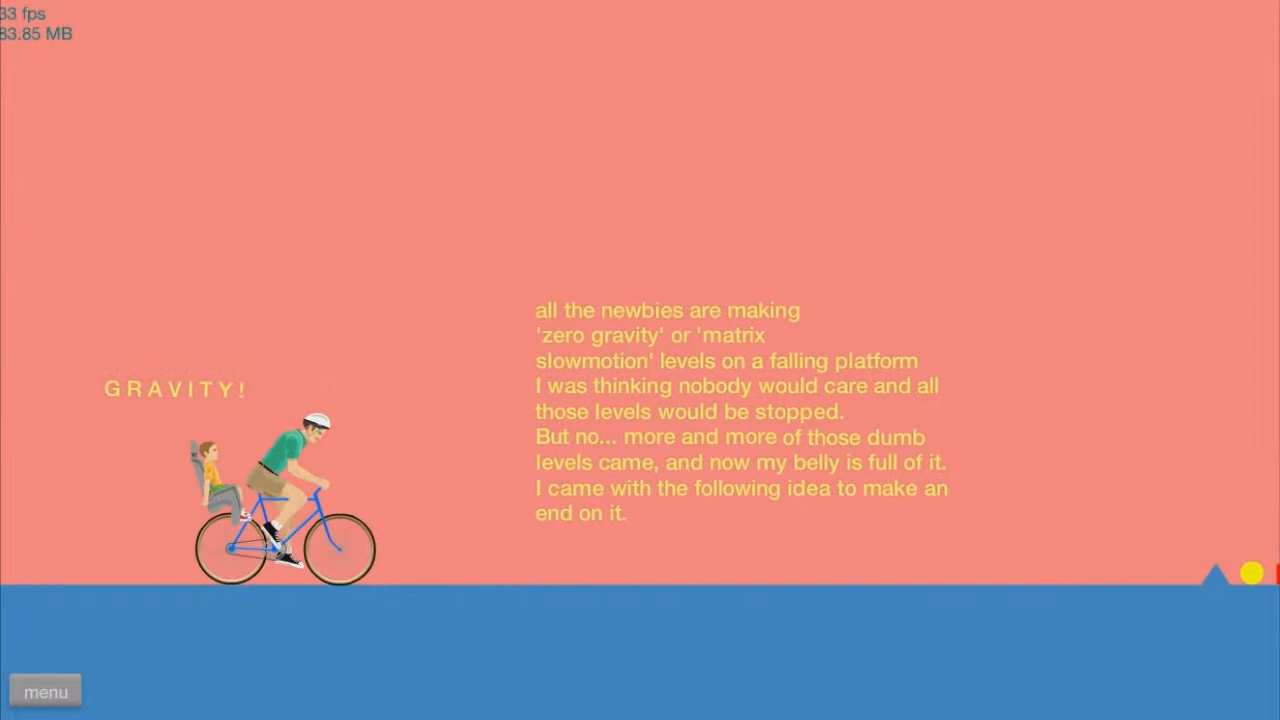 33 fps
83.85 MB
all the newbies are making
'zero gravity' or 'matrix
slowmotion' levels on a falling platform
I was thinking nobody would care and all
those levels would be stopped.
But no... more and more of those dumb
levels came, and now my belly is full of it.
I came with the following idea to make an
end on it.
GRAVITY!
menu